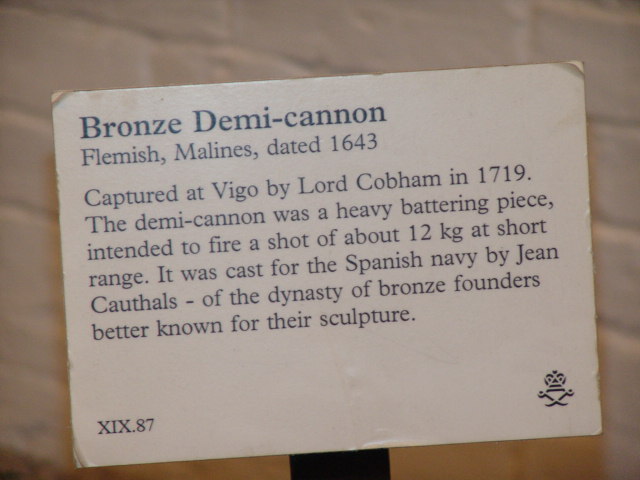 Bronze Demi-cannon
Flemish, Malines, dated 1643
Captured at Vigo by Lord Cobham in 1719.
The demi-cannon was a heavy battering piece,
intended to fire a shot of about 12 kg at short
range. It was cast for the Spanish navy by Jean
Cauthals - of the dynasty of bronze founders
better known for their sculpture.
XIX.87